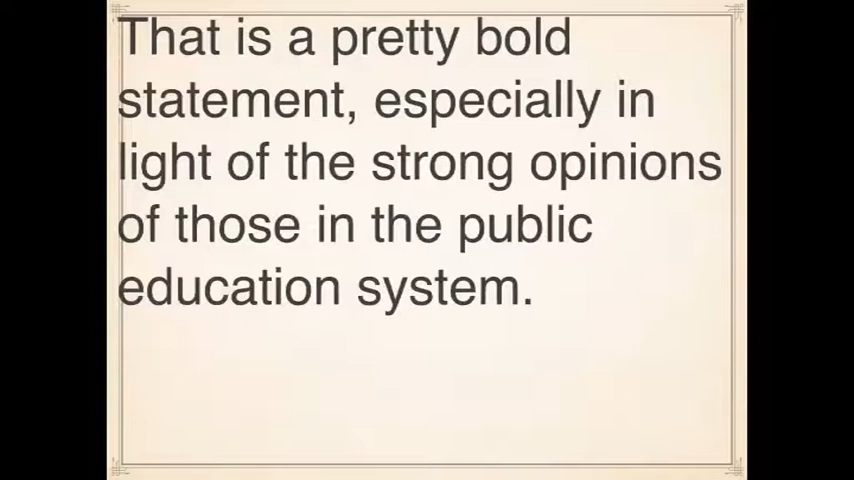 That is a pretty bold
statement, especially in
light of the strong opinions
of those in the public
education system.